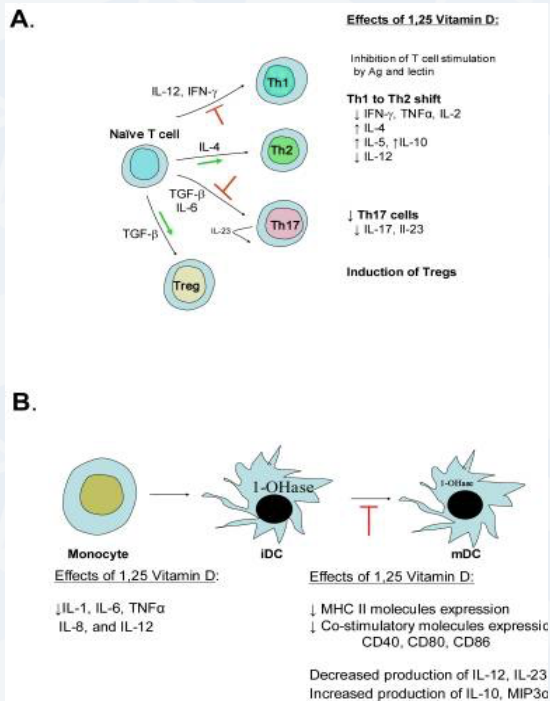 A.
Effects of 1,25 Vitamin D:
Inhibition of T cell stimulation
by Ag and lectin
Th1
IL-12, IFN-γ
Th1 to Th2 shift
↓ IFN-γ, TNFα, IL-2
↑ IL-4
↑ IL-5, ↑IL-10
↓ IL-12
Naïve T cell
IL-4
Th2
TGF-β
IL-6
TGF-β
IL-23
Th17
↓ Th17 cells
↓ IL-17, Il-23
Treg
Induction of Tregs
B.
1-OHase
1-OHase
Monocyte
iDC
mDC
Effects of 1,25 Vitamin D:
↓IL-1, IL-6, TNFα
IL-8, and IL-12
Effects of 1,25 Vitamin D:
↓ MHC II molecules expression
↓ Co-stimulatory molecules expressic
CD40, CD80, CD86
Decreased production of IL-12, IL-23
Increased production of IL-10, MIP3α